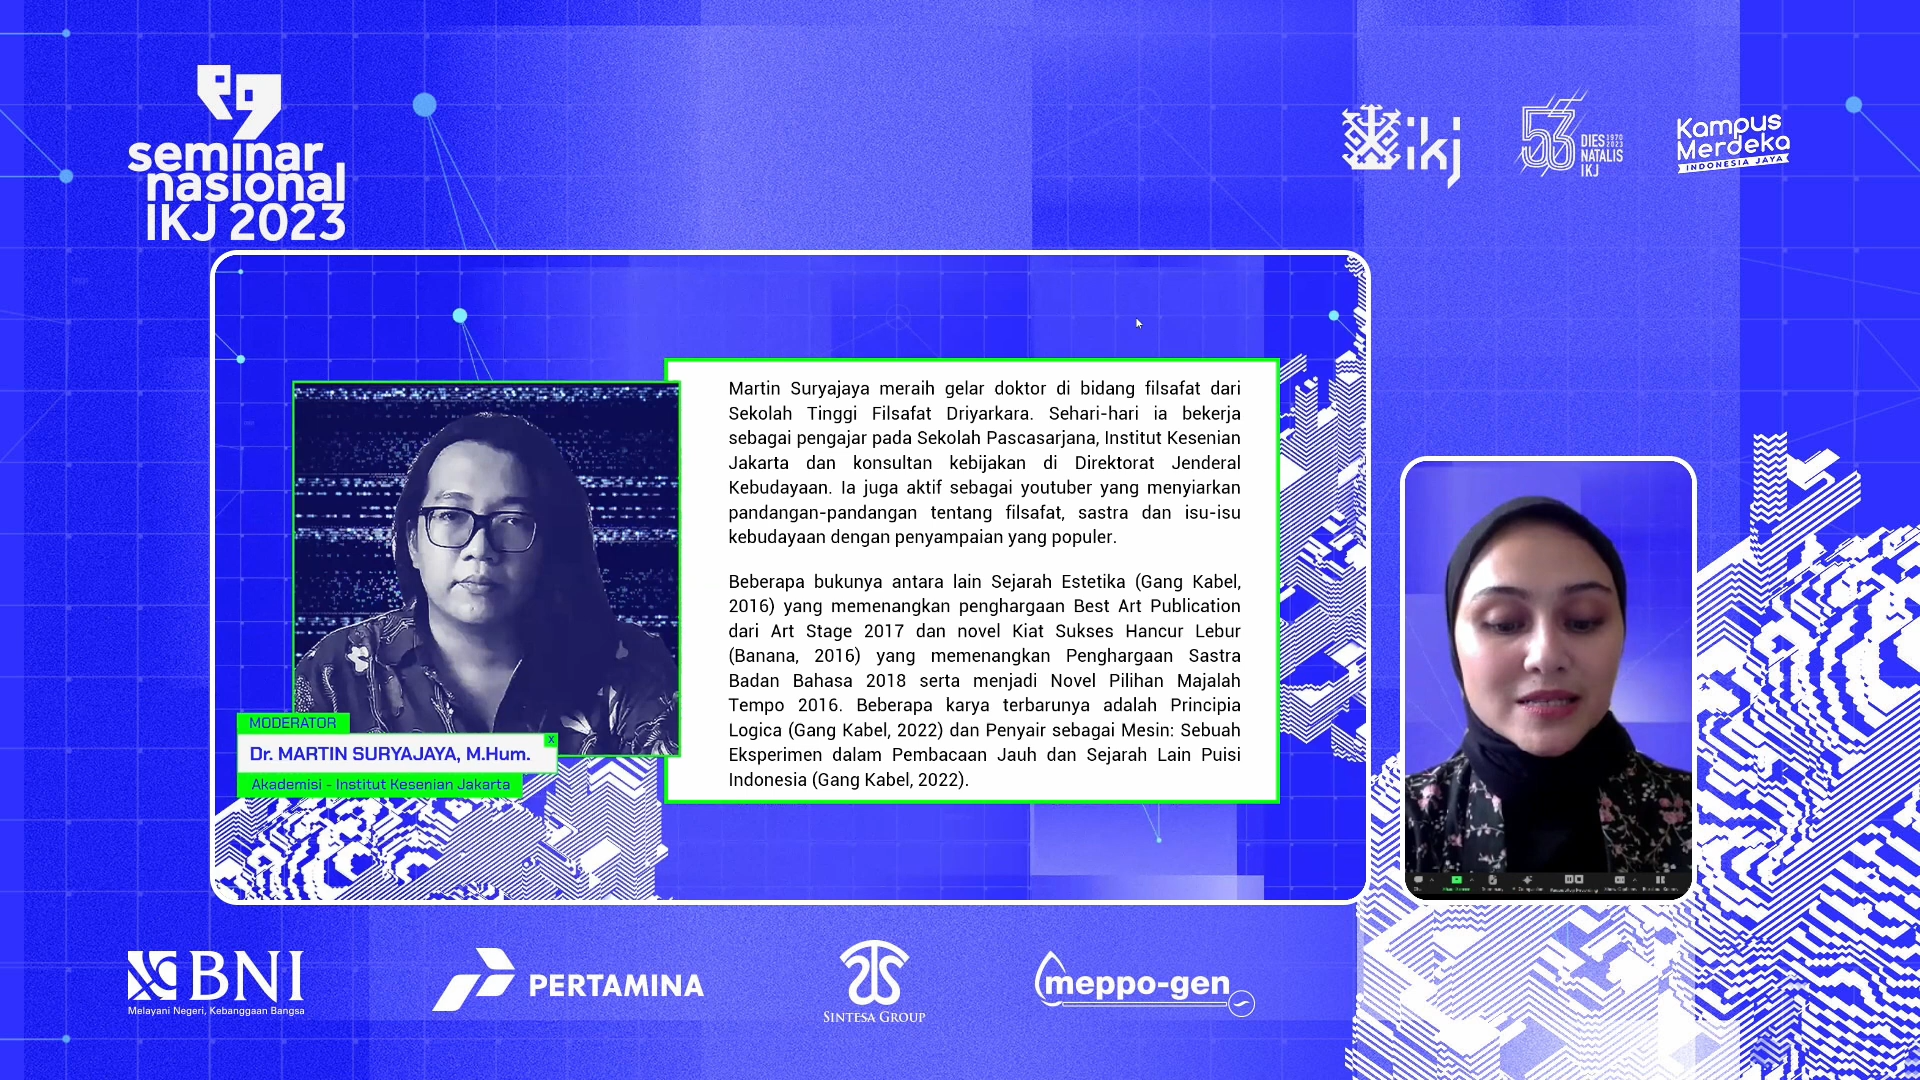 seminar
nasional
IKJ 2023
ikj
53
DIES 1970 2023
NATALIS
IKJ
Kampus
Merdeka
INDONESIA JAYA
Martin Suryajaya meraih gelar doktor di bidang filsafat dari
Sekolah Tinggi Filsafat Driyarkara. Sehari-hari ia bekerja
sebagai pengajar pada Sekolah Pascasarjana, Institut Kesenian
Jakarta dan konsultan kebijakan di Direktorat Jenderal
Kebudayaan. Ia juga aktif sebagai youtuber yang menyiarkan
pandangan-pandangan tentang filsafat, sastra dan isu-isu
kebudayaan dengan penyampaian yang populer.
Beberapa bukunya antara lain Sejarah Estetika (Gang Kabel,
2016) yang memenangkan penghargaan Best Art Publication
dari Art Stage 2017 dan novel Kiat Sukses Hancur Lebur
(Banana, 2016) yang memenangkan Penghargaan Sastra
Badan Bahasa 2018 serta menjadi Novel Pilihan Majalah
Tempo 2016. Beberapa karya terbarunya adalah Principia
Logica (Gang Kabel, 2022) dan Penyair sebagai Mesin: Sebuah
Eksperimen dalam Pembacaan Jauh dan Sejarah Lain Puisi
Indonesia (Gang Kabel, 2022).
MODERATOR
X
Dr. MARTIN SURYAJAYA, M.Hum.
Akademisi - Institut Kesenian Jakarta
BNI
Melayani Negeri, Kebanggaan Bangsa
PERTAMINA
SINTESA GROUP
meppo-gen